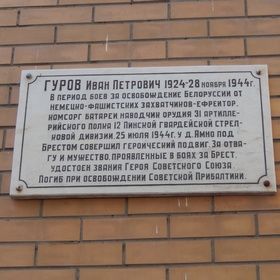 ГУРОВ Иван Петрович 1924-28 ноября 1944г.
В период боев за освобождение Белоруссии от
немецко-фашистских захватчиков-ефрейтор,
комсорг батареи наводчик орудия 31 артилле-
рийского полка 12 Пинской гвардейской стрел-
ковой дивизии. 25 июля 1944г. у д. Ямно под
Брестом совершил героический подвиг. За отва-
гу и мужество, проявленные в боях за Брест,
удостоен звания Героя Советского Союза.
Погиб при освобождении Советской Прибалтики.